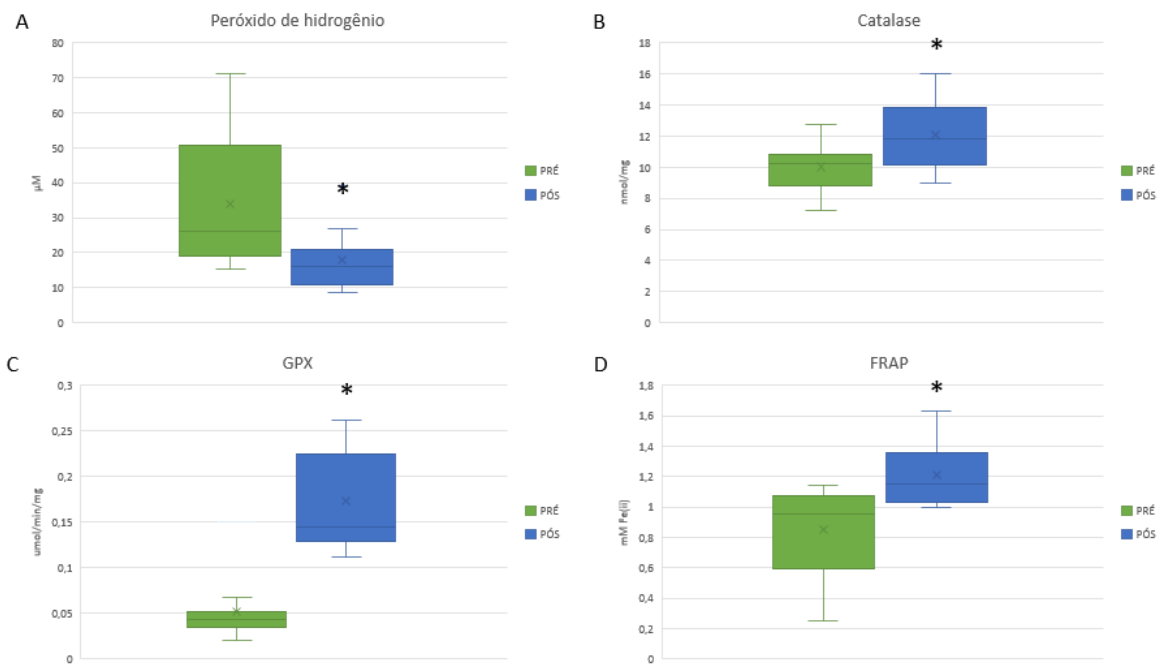 A
Peróxido de hidrogênio
80
70
60
50
40
30
20
10
0
µM
*
PRÉ
PÓS
B
Catalase
18
16
14
12
10
8
6
4
2
0
nmol/mg
*
PRÉ
PÓS
C
GPX
0,3
0,25
0,2
0,15
0,1
0,05
0
umol/min/mg
*
PRÉ
PÓS
D
FRAP
1,8
1,6
1,4
1,2
1
0,8
0,6
0,4
0,2
0
mM Fe(ii)
*
PRÉ
PÓS